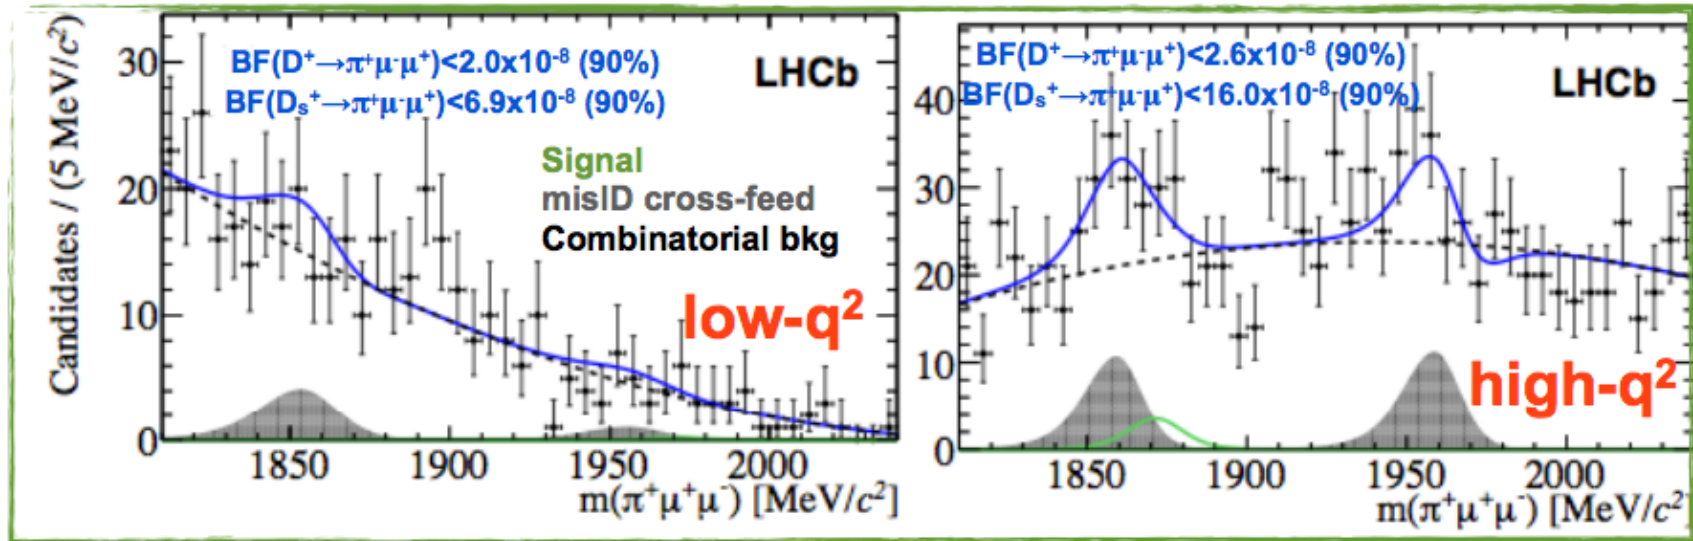 BF(D⁺→π⁺μ⁻μ⁺)<2.0x10⁻⁸ (90%)
BF(Dₛ⁺→π⁺μ⁻μ⁺)<6.9x10⁻⁸ (90%)
LHCb
Signal
misID cross-feed
Combinatorial bkg
low-q²
Candidates / (5 MeV/c²)
30
20
10
0
1850 1900 1950 2000
m(π⁺μ⁺μ⁻) [MeV/c²]
BF(D⁺→π⁺μ⁻μ⁺)<2.6x10⁻⁸ (90%)
BF(Dₛ⁺→π⁺μ⁻μ⁺)<16.0x10⁻⁸ (90%)
LHCb
high-q²
40
30
20
10
0
1850 1900 1950 2000
m(π⁺μ⁺μ⁻) [MeV/c²